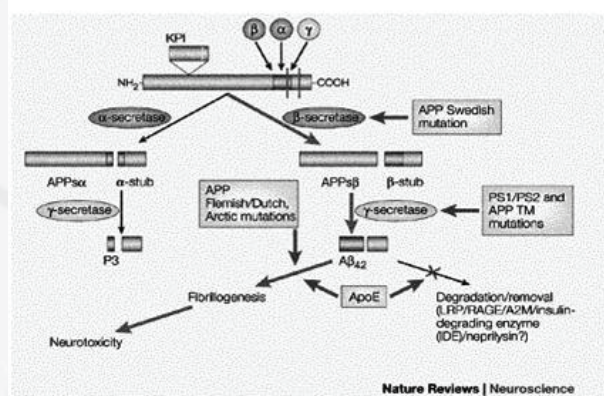 KPI
β α γ
NH₂ COOH
α-secretase β-secretase APP Swedish
mutation
APPsα α-stub APPsβ β-stub
APP
Flemish/Dutch,
Arctic mutations
γ-secretase γ-secretase
PS1/PS2 and
APP TM
mutations
P3 Aβ₄₂
Fibrillogenesis ApoE
Degradation/removal
(LRP/RAGE/A2M/insulin-
degrading enzyme
(IDE)/neprilysin?)
Neurotoxicity
Nature Reviews | Neuroscience